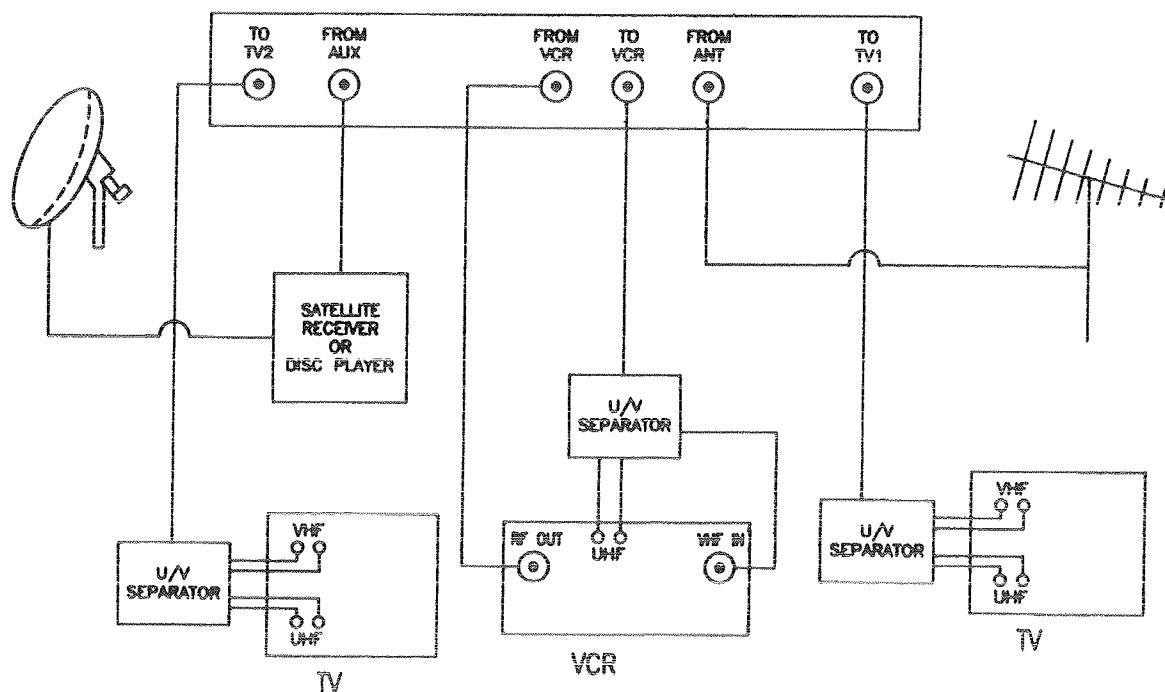 TO
TV2
FROM
AUX
FROM
VCR
TO
VCR
FROM
ANT
TO
TV1
SATELLITE
RECEIVER
OR
DISC PLAYER
U/V
SEPARATOR
VHF
UHF
U/V
SEPARATOR
TV
RF OUT
UHF
VHF IN
VCR
U/V
SEPARATOR
VHF
UHF
TV